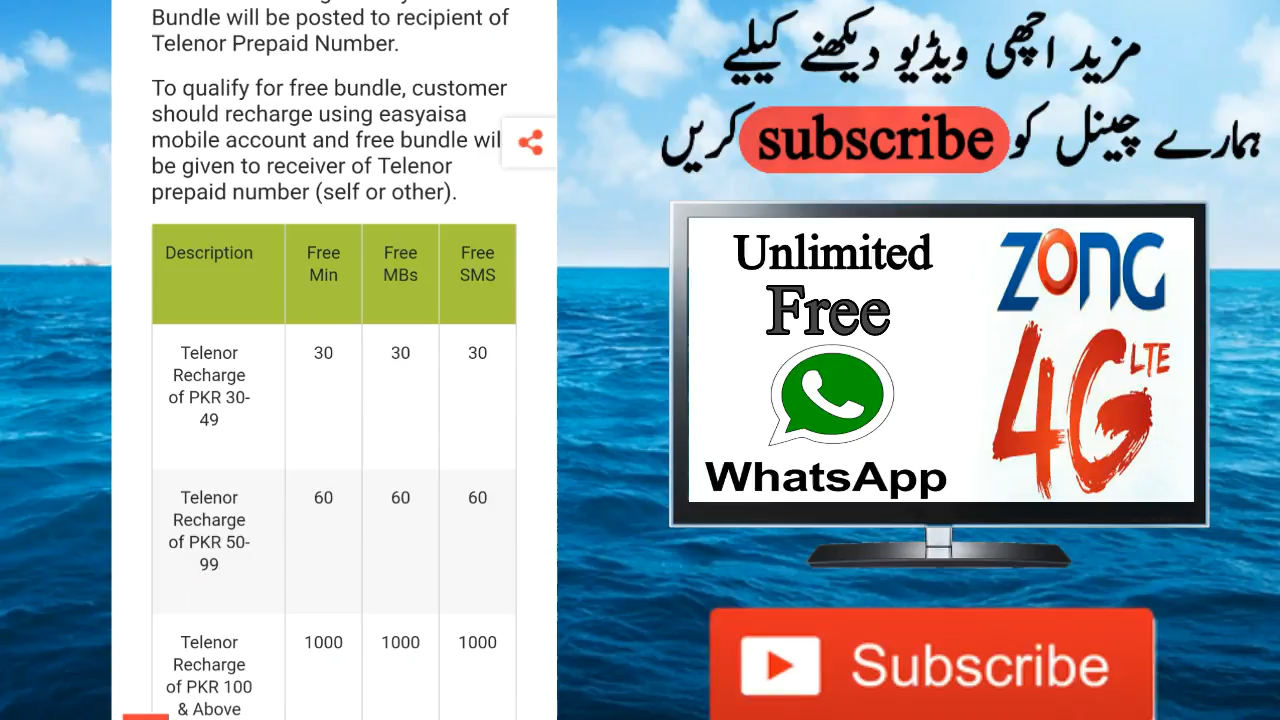 Bundle will be posted to recipient of
Telenor Prepaid Number.
To qualify for free bundle, customer
should recharge using easyaisa
mobile account and free bundle wil
be given to receiver of Telenor
prepaid number (self or other).
Description Free Min Free MBs Free SMS
Telenor Recharge of PKR 30-49 30 30 30
Telenor Recharge of PKR 50-99 60 60 60
Telenor Recharge of PKR 100 & Above 1000 1000 1000
مزید اچھی ویڈیو دیکھنے کیلیے
ہمارے چینل کو subscribe کریں
Unlimited
Free
WhatsApp
ZONG
4G LTE
Subscribe